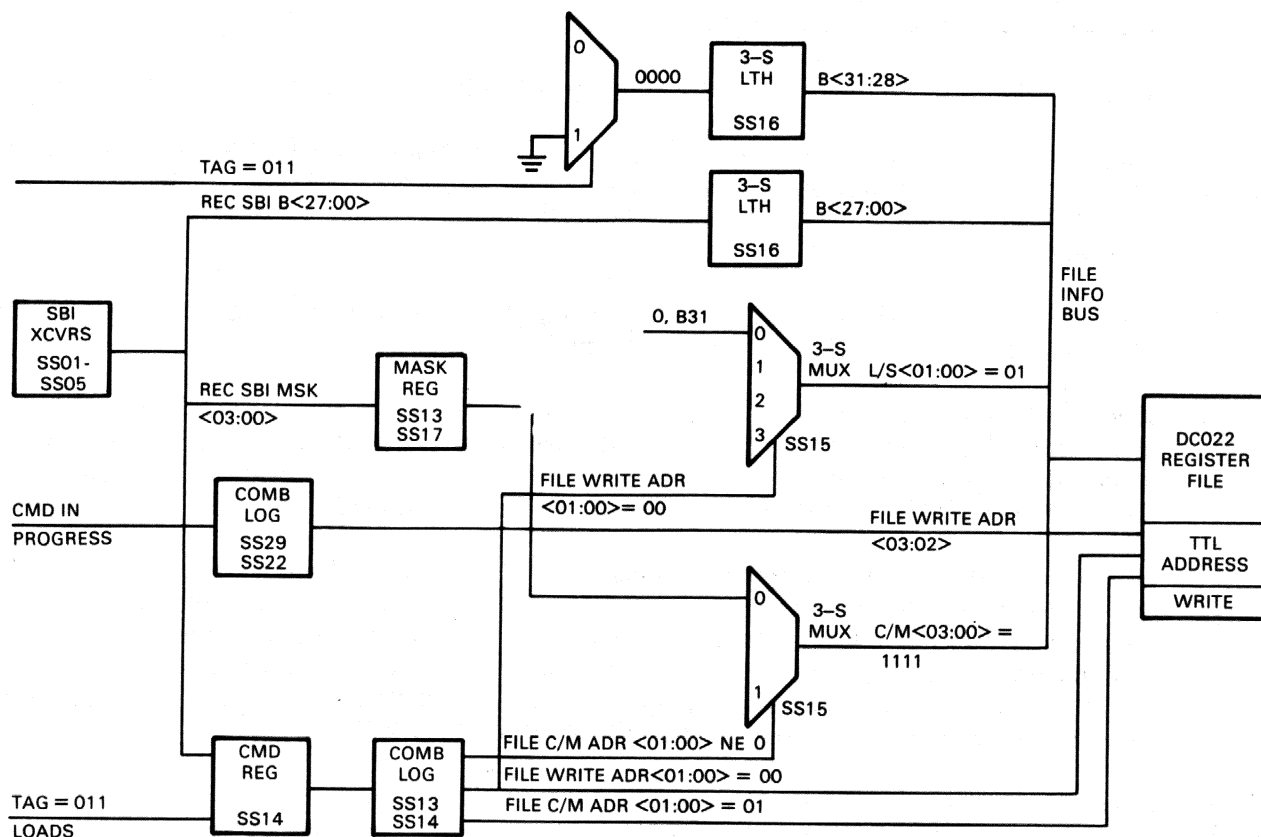 0
1
0000
3–S
LTH
SS16
B<31:28>
TAG = 011
REC SBI B<27:00>
3–S
LTH
SS16
B<27:00>
FILE
INFO
BUS
SBI
XCVRS
SS01-
SS05
0, B31
0
1
2
3
3–S
MUX L/S<01:00> = 01
SS15
REC SBI MSK
<03:00>
MASK
REG
SS13
SS17
DC022
REGISTER
FILE
TTL
ADDRESS
WRITE
FILE WRITE ADR
<01:00>= 00
CMD IN
PROGRESS
COMB
LOG
SS29
SS22
FILE WRITE ADR
<03:02>
0
1
3–S
MUX C/M<03:00> =
1111
SS15
FILE C/M ADR <01:00> NE 0
FILE WRITE ADR<01:00> = 00
FILE C/M ADR <01:00> = 01
CMD
REG
SS14
COMB
LOG
SS13
SS14
TAG = 011
LOADS